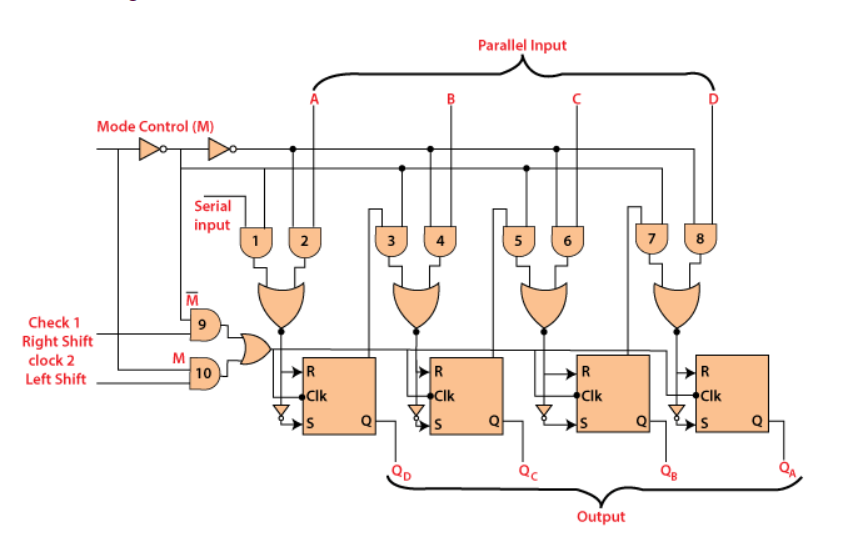 Parallel Input
A B C D
Mode Control (M)
Serial
input
1 2 3 4 5 6 7 8
M̅
9
Check 1
Right Shift
clock 2
Left Shift
M
10
R R R R
Clk Clk Clk Clk
S Q S Q S Q S Q
Q_D Q_C Q_B Q_A
Output